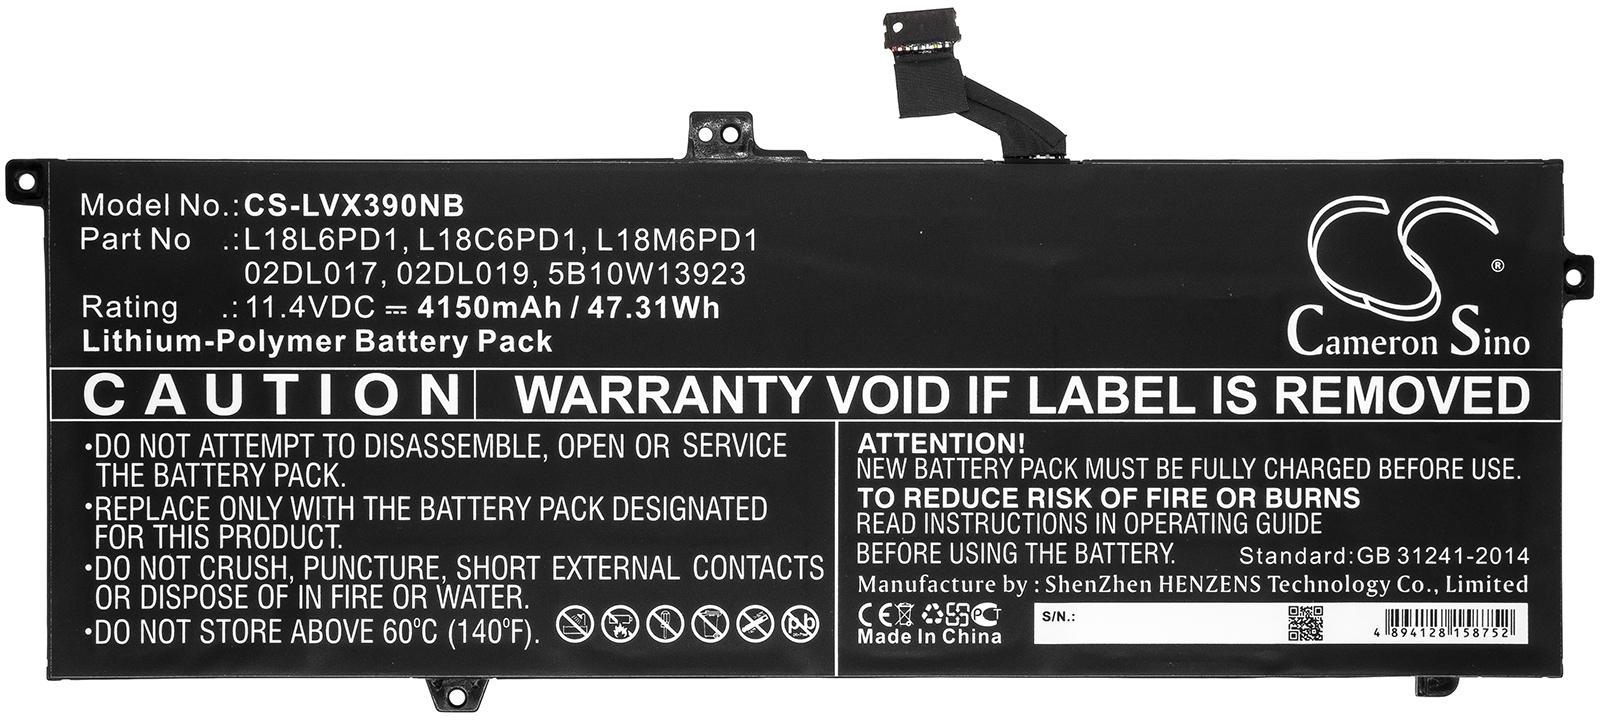 Model No.: CS-LVX390NB
Part No .: L18L6PD1, L18C6PD1, L18M6PD1
02DL017, 02DL019, 5B10W13923
Rating .: 11.4VDC ⎓ 4150mAh / 47.31Wh
Lithium-Polymer Battery Pack
CS ®
Cameron Sino
CAUTION WARRANTY VOID IF LABEL IS REMOVED
•DO NOT ATTEMPT TO DISASSEMBLE, OPEN OR SERVICE
THE BATTERY PACK.
•REPLACE ONLY WITH THE BATTERY PACK DESIGNATED
FOR THIS PRODUCT.
•DO NOT CRUSH, PUNCTURE, SHORT EXTERNAL CONTACTS
OR DISPOSE OF IN FIRE OR WATER.
•DO NOT STORE ABOVE 60°C (140°F).
Pb
ATTENTION!
NEW BATTERY PACK MUST BE FULLY CHARGED BEFORE USE.
TO REDUCE RISK OF FIRE OR BURNS
READ INSTRUCTIONS IN OPERATING GUIDE
BEFORE USING THE BATTERY. Standard:GB 31241-2014
Manufacture by : ShenZhen HENZENS Technology Co., Limited
CE PCT
Made In China
S/N.:
4 894128 158752